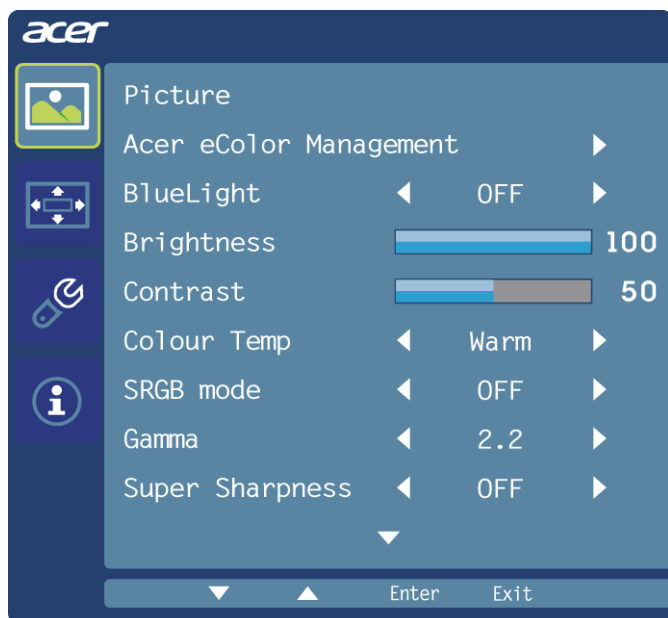 acer
Picture
Acer eColor Management
BlueLight OFF
Brightness 100
Contrast 50
Colour Temp Warm
SRGB mode OFF
Gamma 2.2
Super Sharpness OFF
Enter Exit